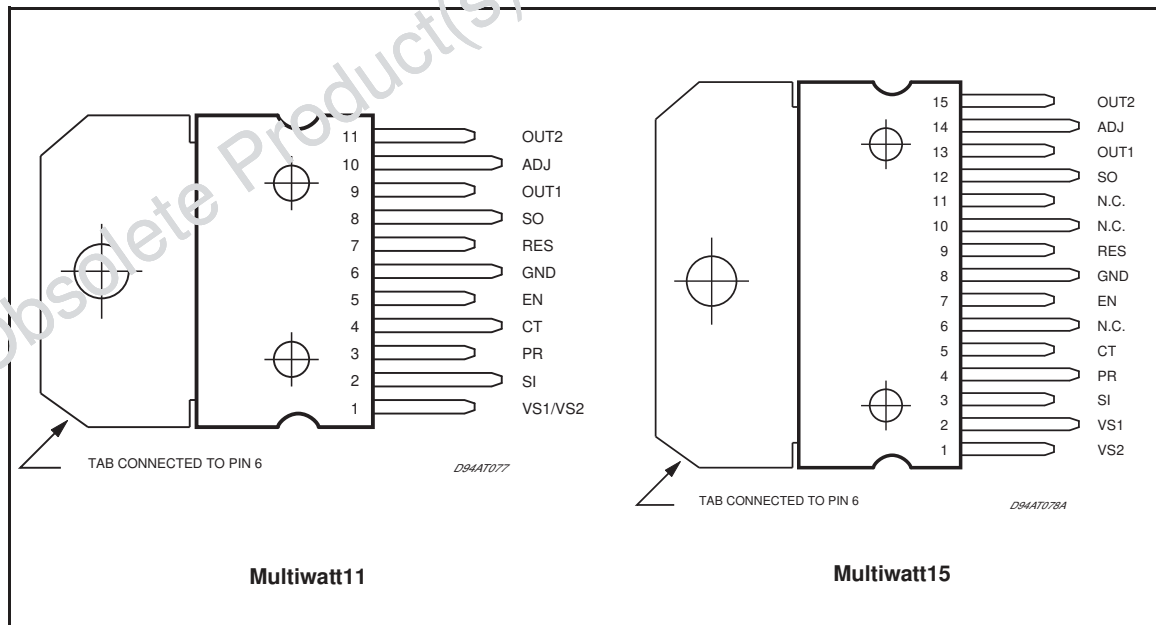 Obsolete Product(s)
11 OUT2
10 ADJ
9 OUT1
8 SO
7 RES
6 GND
5 EN
4 CT
3 PR
2 SI
1 VS1/VS2
TAB CONNECTED TO PIN 6
D94AT077
Multiwatt11
15 OUT2
14 ADJ
13 OUT1
12 SO
11 N.C.
10 N.C.
9 RES
8 GND
7 EN
6 N.C.
5 CT
4 PR
3 SI
2 VS1
1 VS2
TAB CONNECTED TO PIN 6
D94AT078A
Multiwatt15